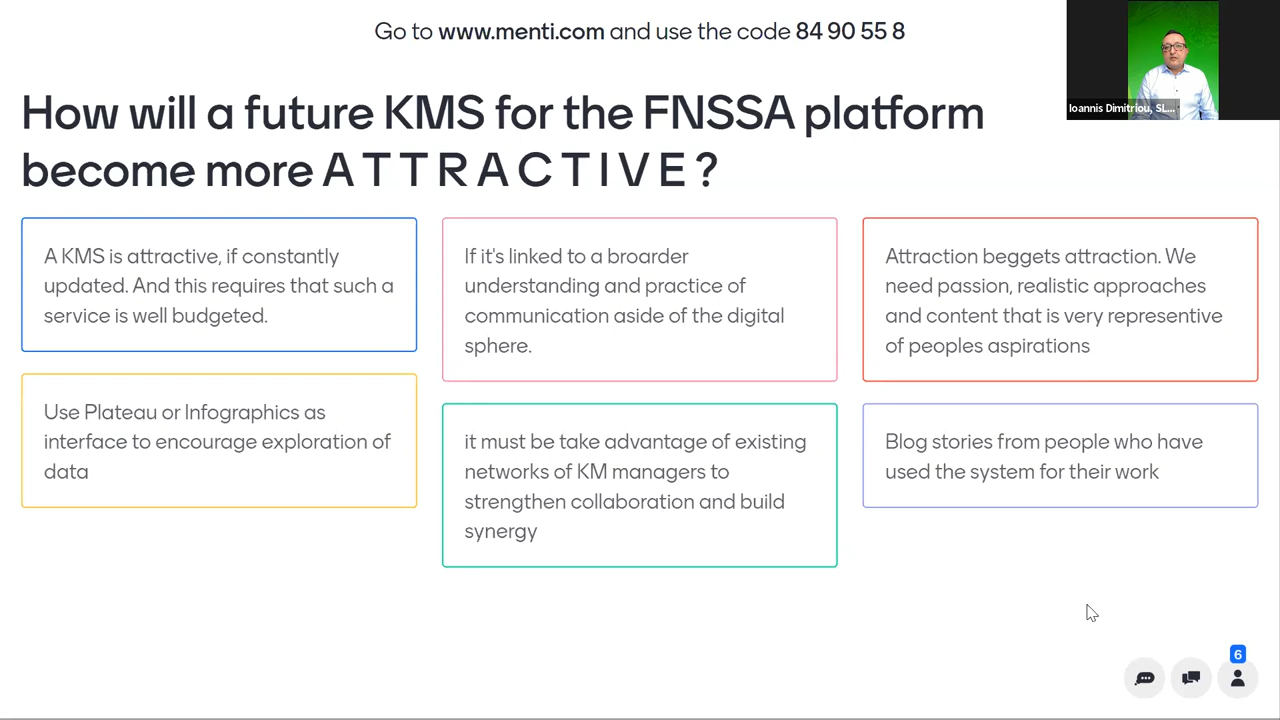 Go to www.menti.com and use the code 84 90 55 8
Ioannis Dimitriou, SL...
How will a future KMS for the FNSSA platform
become more A T T R A C T I V E ?
A KMS is attractive, if constantly
updated. And this requires that such a
service is well budgeted.
If it's linked to a broarder
understanding and practice of
communication aside of the digital
sphere.
Attraction beggets attraction. We
need passion, realistic approaches
and content that is very representive
of peoples aspirations
Use Plateau or Infographics as
interface to encourage exploration of
data
it must be take advantage of existing
networks of KM managers to
strengthen collaboration and build
synergy
Blog stories from people who have
used the system for their work
6